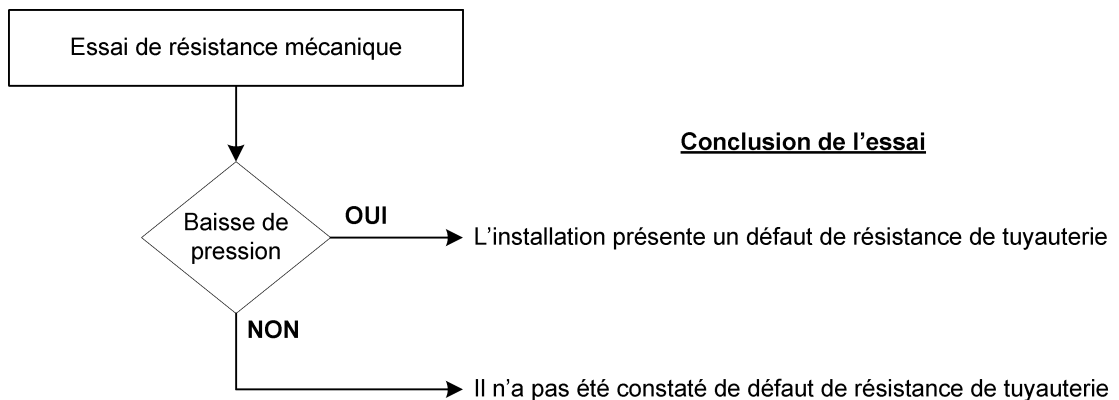 Essai de résistance mécanique
Conclusion de l’essai
Baisse de
pression
OUI
L’installation présente un défaut de résistance de tuyauterie
NON
Il n’a pas été constaté de défaut de résistance de tuyauterie